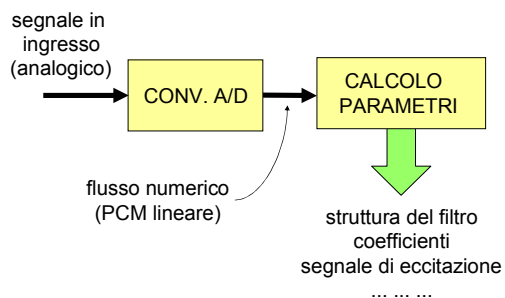 segnale in
ingresso
(analogico)
CONV. A/D
CALCOLO
PARAMETRI
flusso numerico
(PCM lineare)
struttura del filtro
coefficienti
segnale di eccitazione
... ... ...